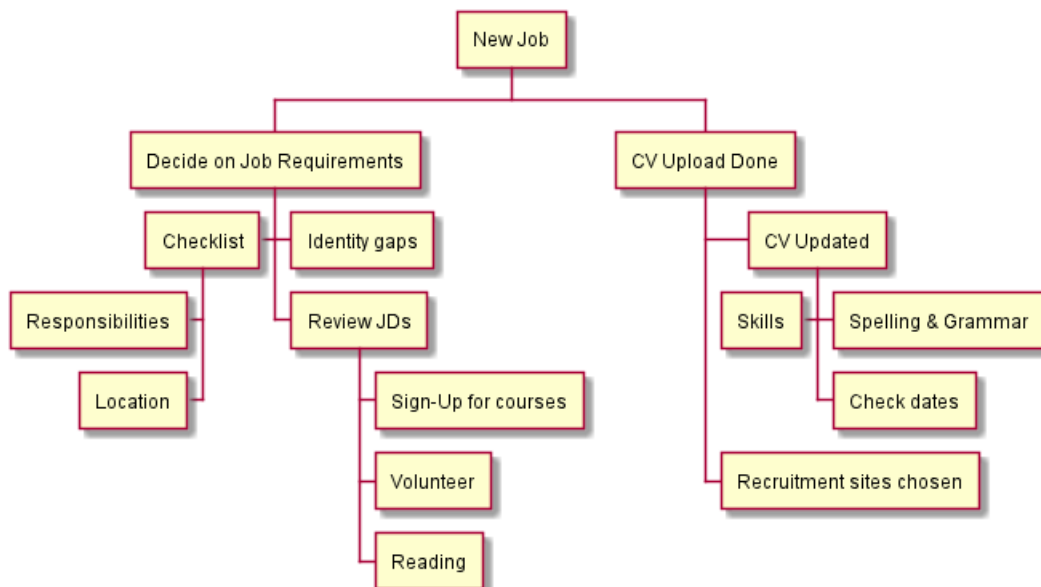 New Job
Decide on Job Requirements
CV Upload Done
Checklist
Identity gaps
CV Updated
Responsibilities
Review JDs
Skills
Spelling & Grammar
Location
Sign-Up for courses
Check dates
Volunteer
Recruitment sites chosen
Reading